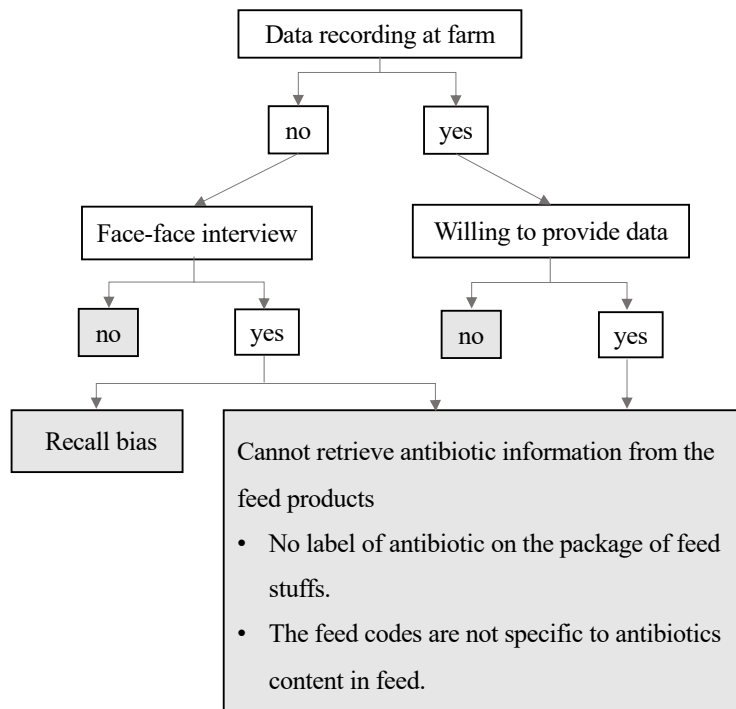 Data recording at farm
no
yes
Face-face interview
Willing to provide data
no
yes
no
yes
Recall bias
Cannot retrieve antibiotic information from the
feed products
• No label of antibiotic on the package of feed
stuffs.
• The feed codes are not specific to antibiotics
content in feed.